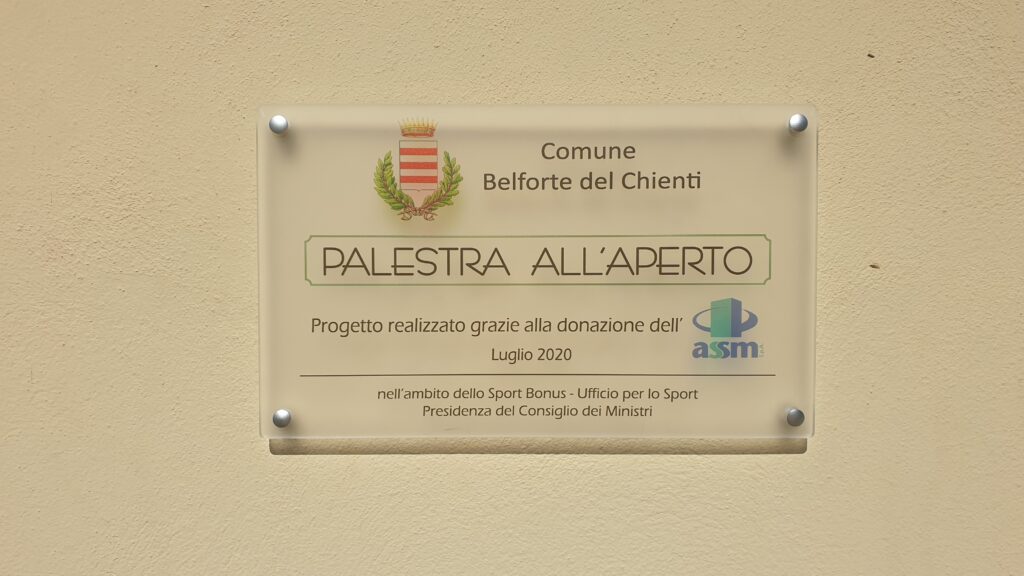 Comune
Belforte del Chienti
PALESTRA ALL'APERTO
Progetto realizzato grazie alla donazione dell'
assm
Luglio 2020
nell'ambito dello Sport Bonus - Ufficio per lo Sport
Presidenza del Consiglio dei Ministri